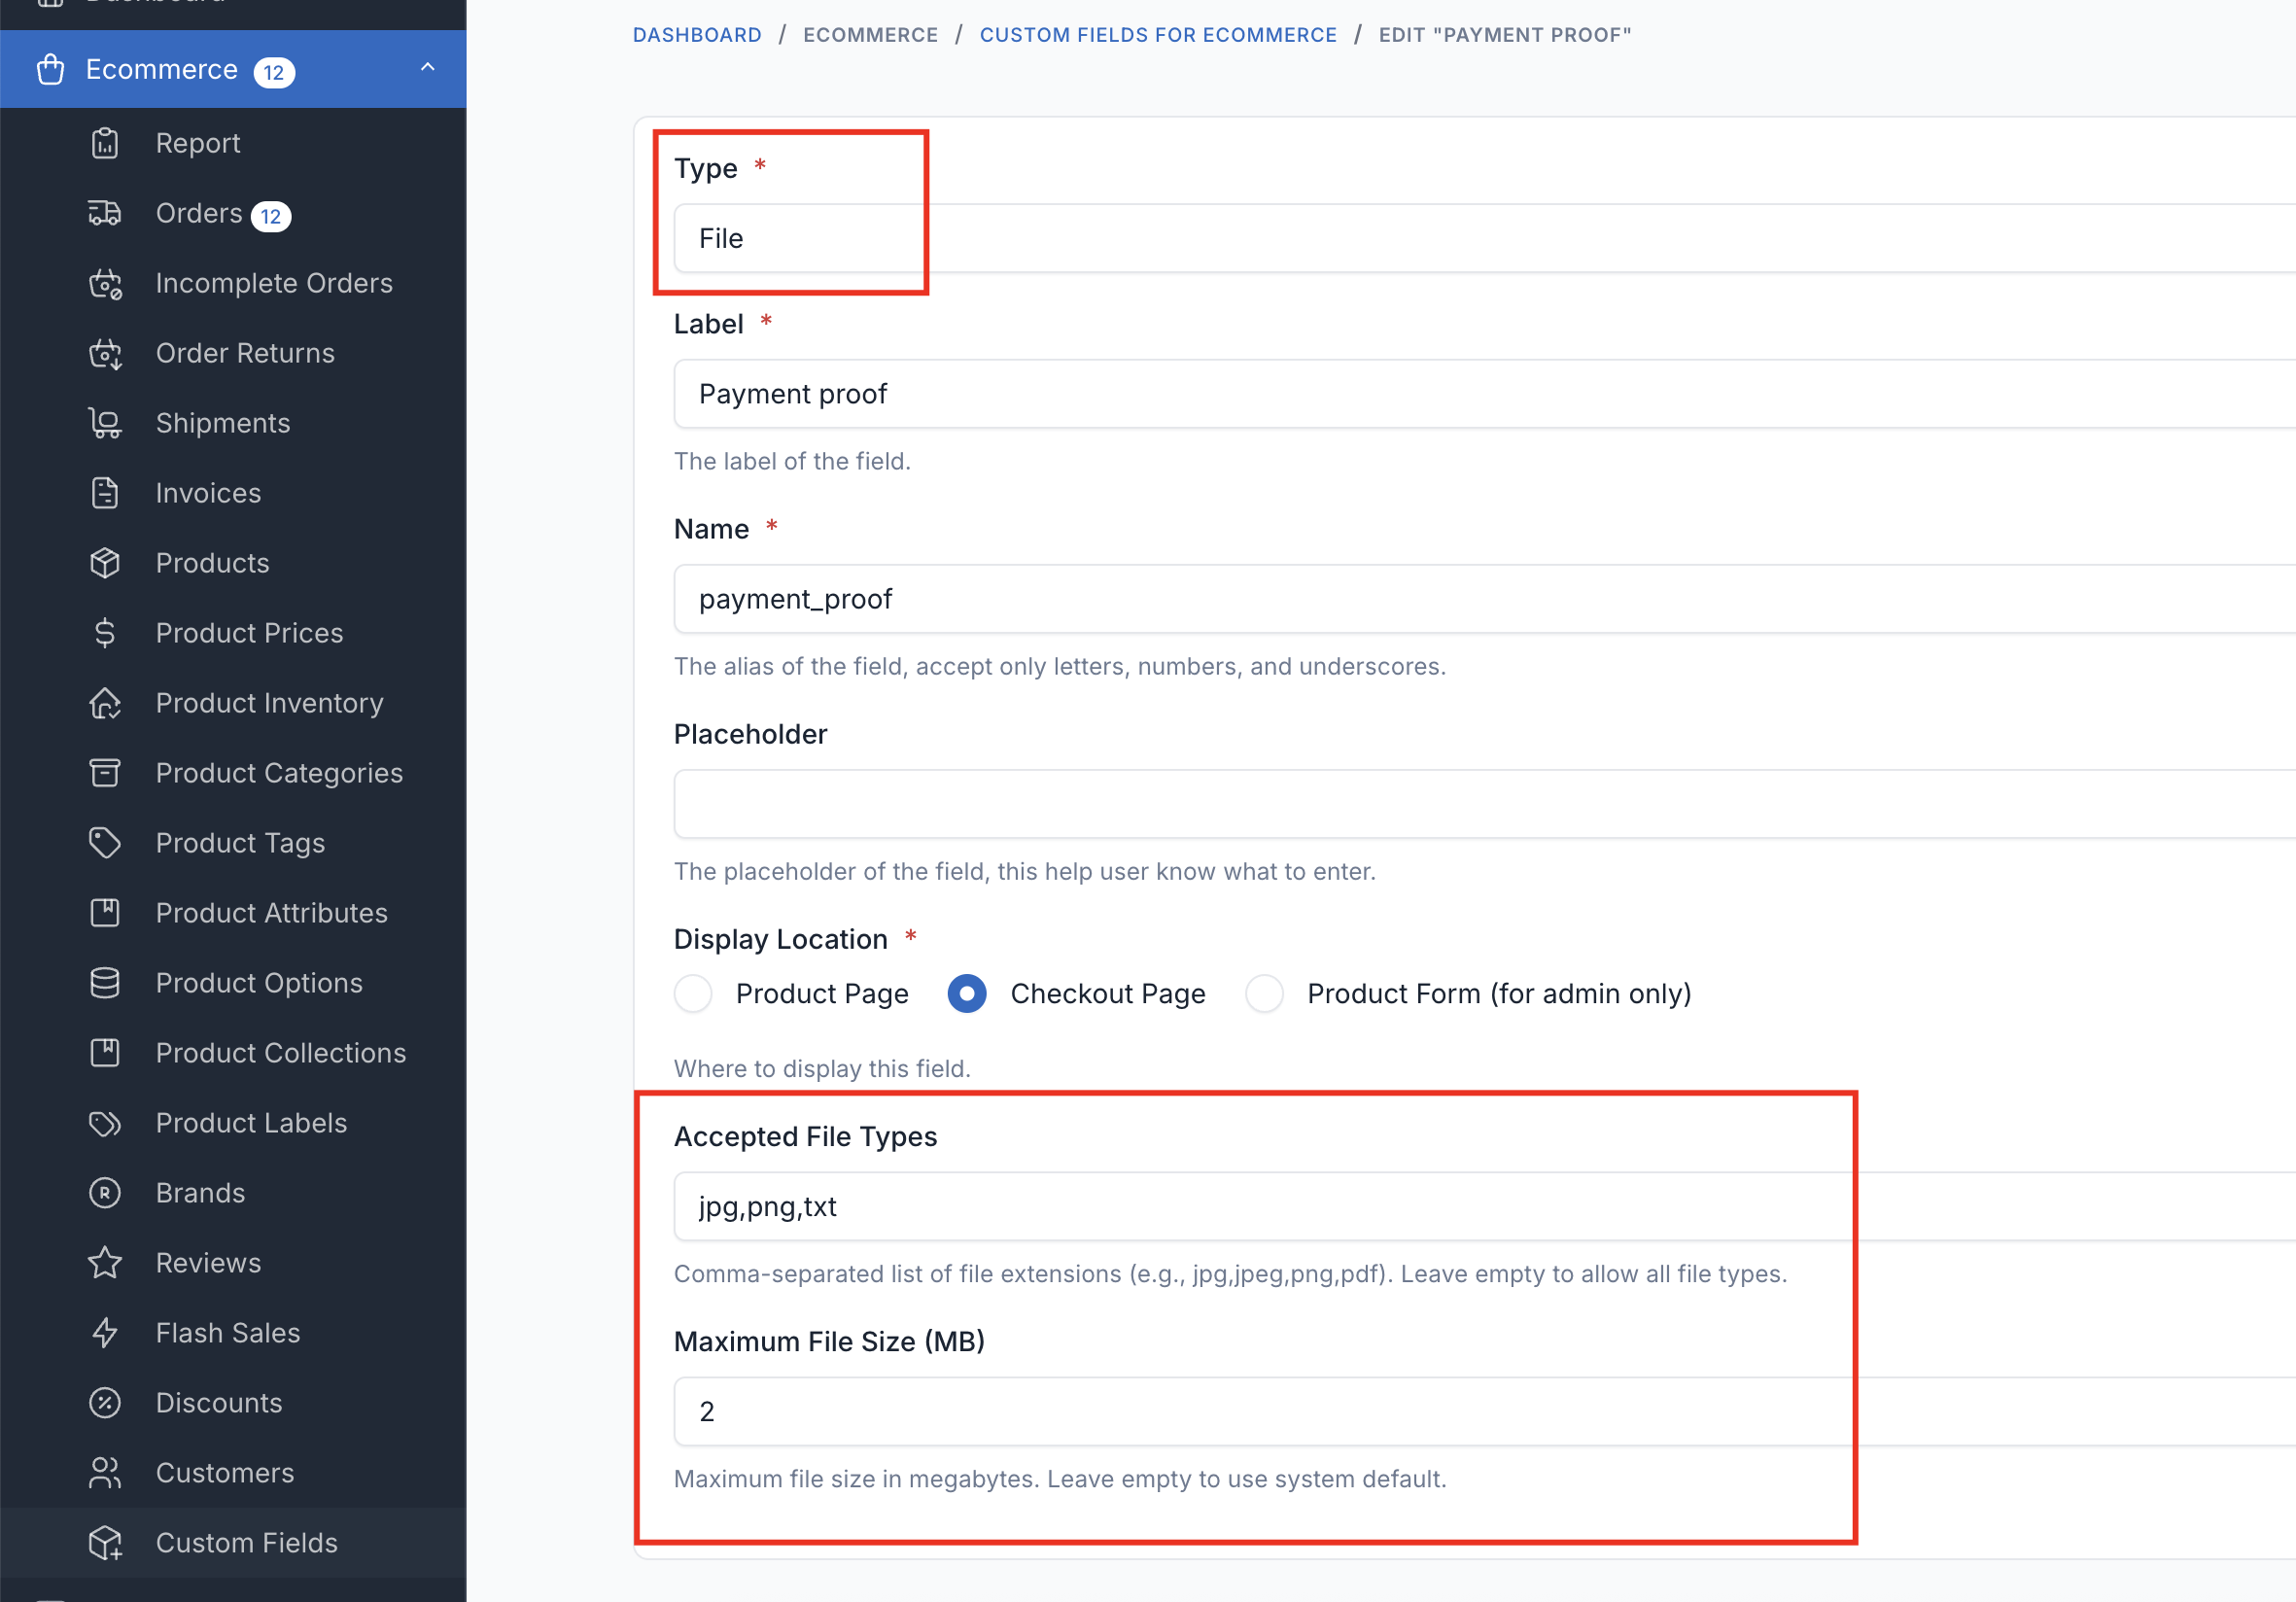 DASHBOARD / ECOMMERCE / CUSTOM FIELDS FOR ECOMMERCE / EDIT "PAYMENT PROOF"
Ecommerce 12
Report
Orders 12
Incomplete Orders
Order Returns
Shipments
Invoices
Products
Product Prices
Product Inventory
Product Categories
Product Tags
Product Attributes
Product Options
Product Collections
Product Labels
Brands
Reviews
Flash Sales
Discounts
Customers
Custom Fields
Type *
File
Label *
Payment proof
The label of the field.
Name *
payment_proof
The alias of the field, accept only letters, numbers, and underscores.
Placeholder
The placeholder of the field, this help user know what to enter.
Display Location *
Product Page Checkout Page Product Form (for admin only)
Where to display this field.
Accepted File Types
jpg,png,txt
Comma-separated list of file extensions (e.g., jpg,jpeg,png,pdf). Leave empty to allow all file types.
Maximum File Size (MB)
2
Maximum file size in megabytes. Leave empty to use system default.